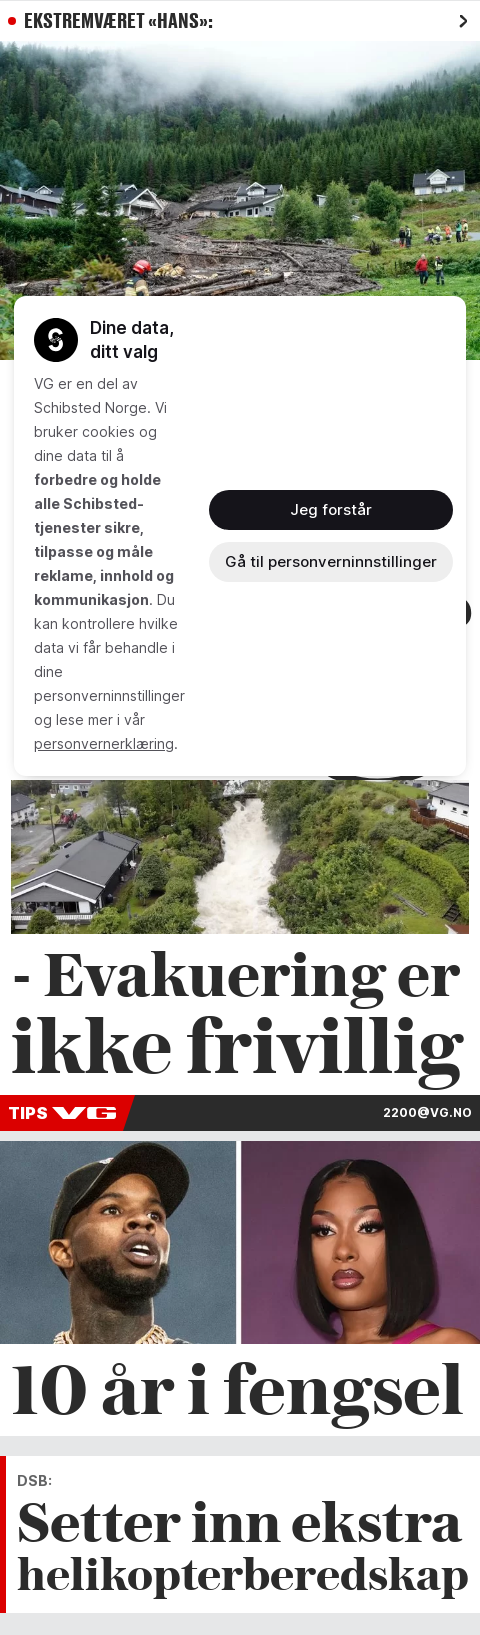 EKSTREMVÆRET «HANS»:
Dine data,
ditt valg
VG er en del av
Schibsted Norge. Vi
bruker cookies og
dine data til å
forbedre og holde
alle Schibsted-
tjenester sikre,
tilpasse og måle
reklame, innhold og
kommunikasjon. Du
kan kontrollere hvilke
data vi får behandle i
dine
personverninnstillinger
og lese mer i vår
personvernerklæring.
Jeg forstår
Gå til personverninnstillinger
- Evakuering er
ikke frivillig
TIPS VG
2200@VG.NO
10 år i fengsel
DSB:
Setter inn ekstra
helikopterberedskap